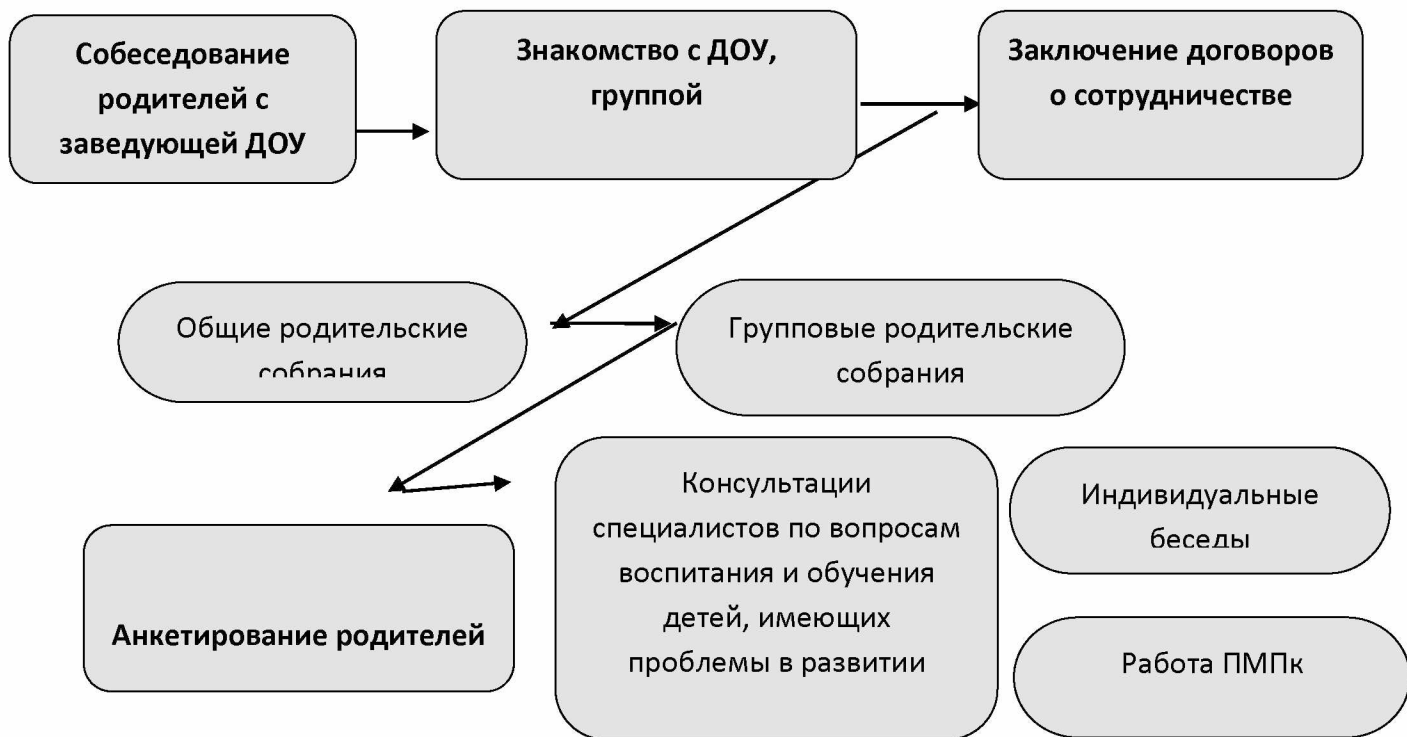 Собеседование
родителей с
заведующей ДОУ
Знакомство с ДОУ,
группой
Заключение договоров
о сотрудничестве
Общие родительские
собрания
Групповые родительские
собрания
Консультации
специалистов по вопросам
воспитания и обучения
детей, имеющих
проблемы в развитии
Индивидуальные
беседы
Анкетирование родителей
Работа ПМПк